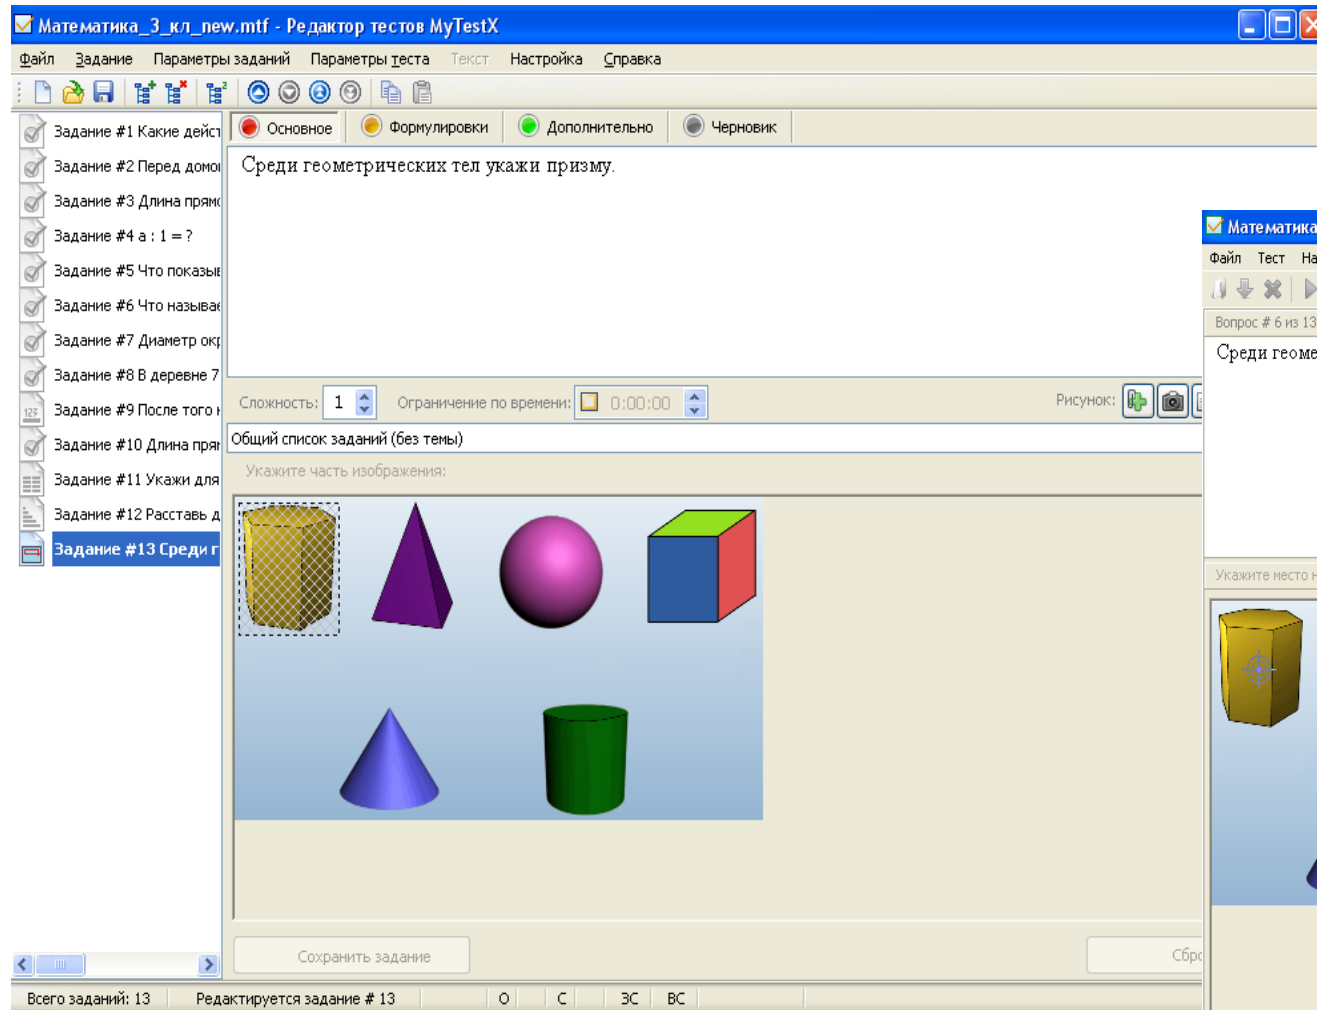 Математика_3_кл_new.mtf - Редактор тестов MyTestX
Файл Задание Параметры заданий Параметры теста Текст Настройка Справка
Основное Формулировки Дополнительно Черновик
Задание #1 Какие дейст
Задание #2 Перед домо
Задание #3 Длина прям
Задание #4 a : 1 = ?
Задание #5 Что показыв
Задание #6 Что называе
Задание #7 Диаметр окр
Задание #8 В деревне 7
Задание #9 После того н
Задание #10 Длина пря
Задание #11 Укажи для
Задание #12 Расставь д
Задание #13 Среди г
Среди геометрических тел укажи призму.
Сложность: 1 Ограничение по времени: 0:00:00 Рисунок:
Общий список заданий (без темы)
Укажите часть изображения:
Сохранить задание Сбро
Всего заданий: 13 Редактируется задание # 13 О С ЗС ВС
Математика
Файл Тест На
Вопрос # 6 из 13
Среди геоме
Укажите место н